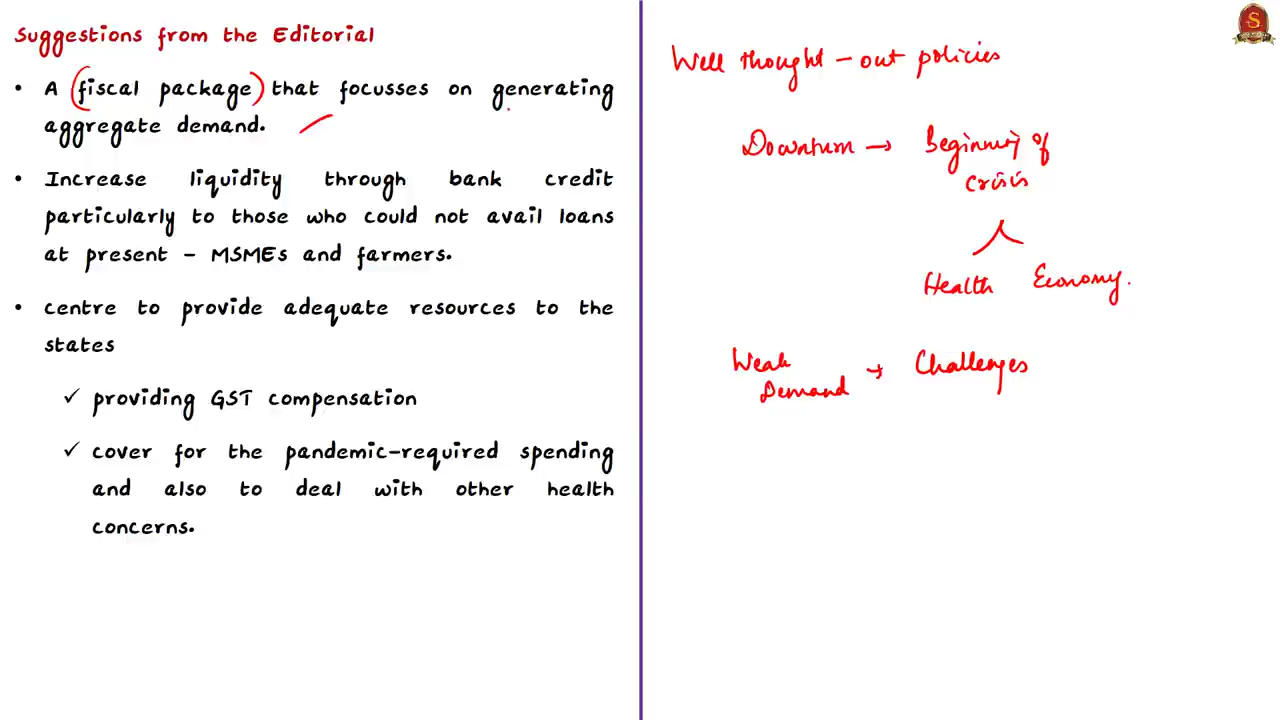 Suggestions from the Editorial
• A (fiscal package) that focusses on generating
aggregate demand.
• Increase liquidity through bank credit
particularly to those who could not avail loans
at present - MSMEs and farmers.
• centre to provide adequate resources to the
states
✓ providing GST compensation
✓ cover for the pandemic-required spending
and also to deal with other health
concerns.
Well thought - out policies
Downturn → Beginning of
crisis
Health Economy.
Weak
Demand → Challenges
S